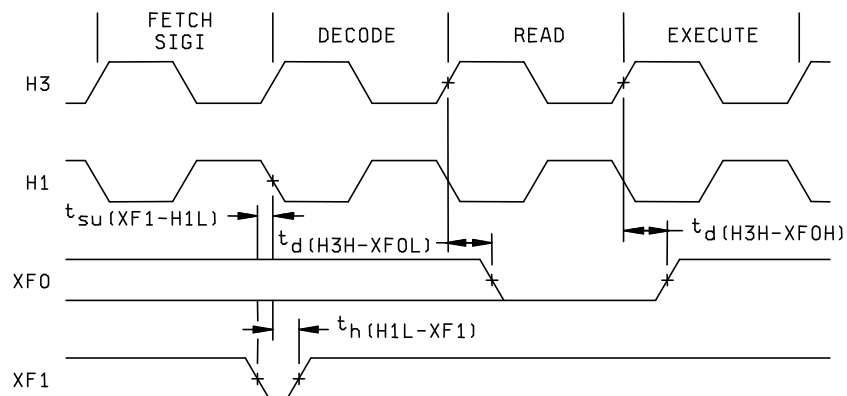 FETCH
SIGI
DECODE
READ
EXECUTE
H3
H1
tsu(XF1-H1L)
td(H3H-XF0L)
td(H3H-XF0H)
XF0
th(H1L-XF1)
XF1